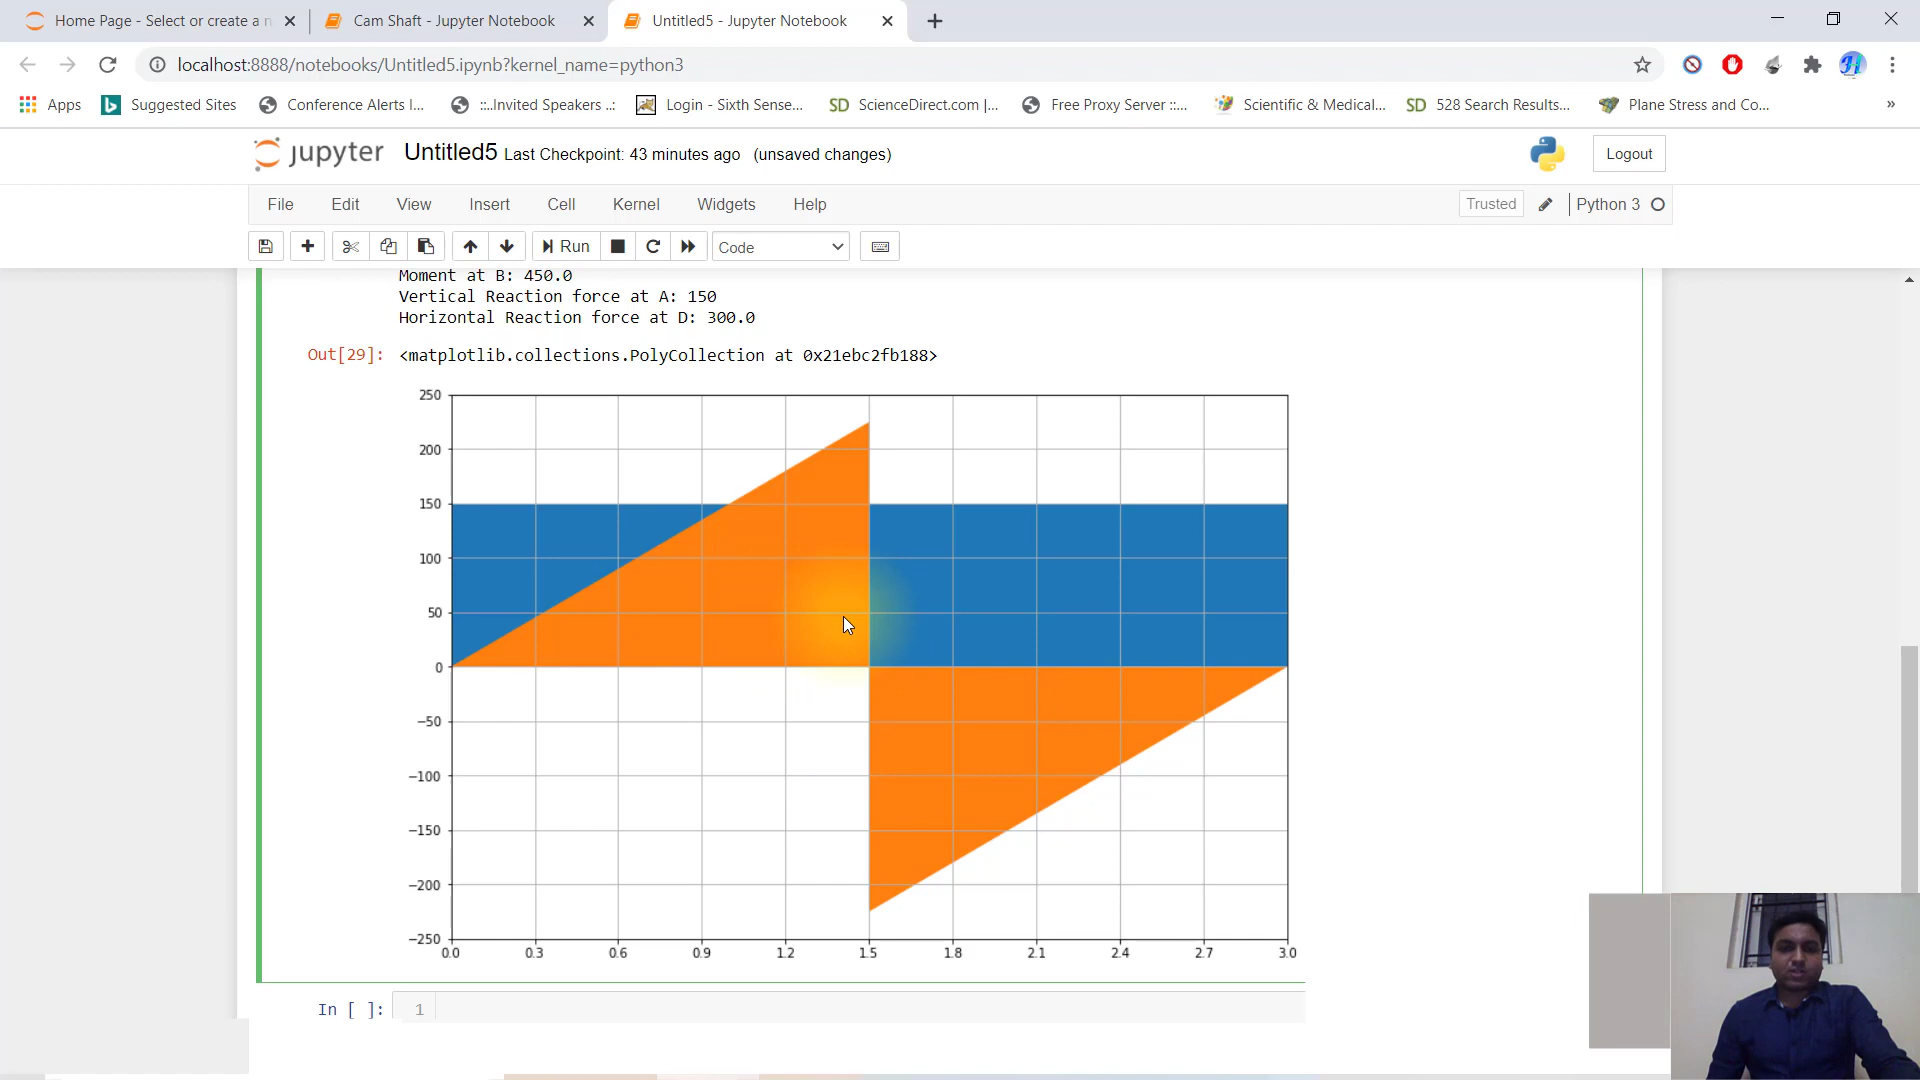 Home Page - Select or create a n
Cam Shaft - Jupyter Notebook
Untitled5 - Jupyter Notebook
localhost:8888/notebooks/Untitled5.ipynb?kernel_name=python3
Apps
Suggested Sites
Conference Alerts I...
::..Invited Speakers ..:
Login - Sixth Sense...
SD ScienceDirect.com |...
Free Proxy Server ::...
Scientific & Medical...
SD 528 Search Results...
Plane Stress and Co...
»
jupyter Untitled5 Last Checkpoint: 43 minutes ago (unsaved changes)
Logout
File Edit View Insert Cell Kernel Widgets Help
Trusted Python 3
Run Code
Moment at B: 450.0
Vertical Reaction force at A: 150
Horizontal Reaction force at D: 300.0
Out[29]: <matplotlib.collections.PolyCollection at 0x21ebc2fb188>
250
200
150
100
50
0
−50
−100
−150
−200
−250
0.0 0.3 0.6 0.9 1.2 1.5 1.8 2.1 2.4 2.7 3.0
In [ ]: 1